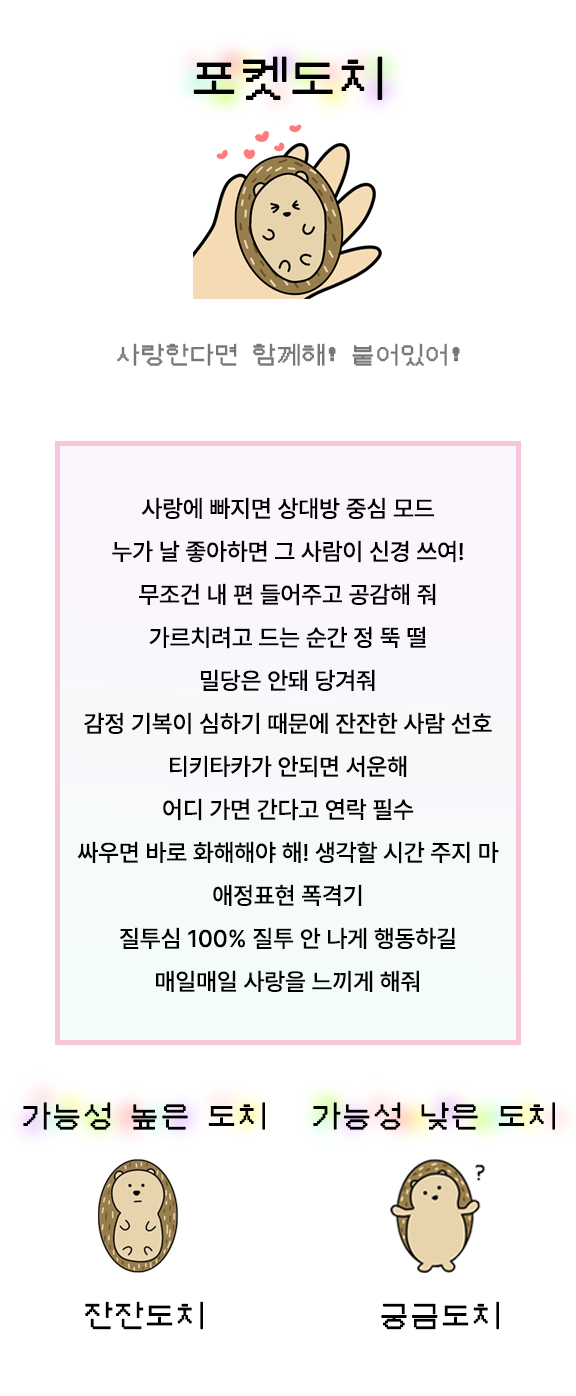 포켓도치
사랑한다면 함께해! 붙어있어!
사랑에 빠지면 상대방 중심 모드
누가 날 좋아하면 그 사람이 신경 쓰여!
무조건 내 편 들어주고 공감해 줘
가르치려고 드는 순간 정 뚝 떨
밀당은 안돼 당겨줘
감정 기복이 심하기 때문에 잔잔한 사람 선호
티키타카가 안되면 서운해
어디 가면 간다고 연락 필수
싸우면 바로 화해해야 해! 생각할 시간 주지 마
애정표현 폭격기
질투심 100% 질투 안 나게 행동하길
매일매일 사랑을 느끼게 해줘
가능성 높은 도치 가능성 낮은 도치
?
잔잔도치 궁금도치